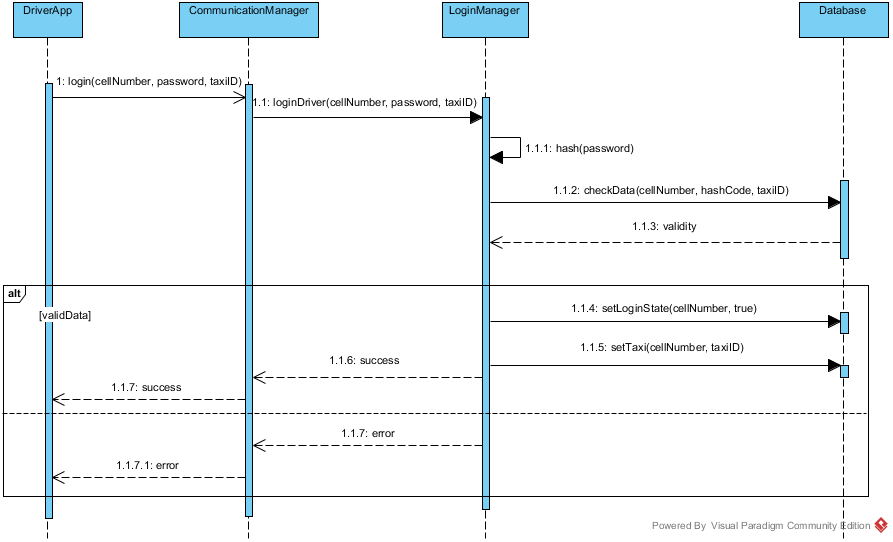 DriverApp
CommunicationManager
LoginManager
Database
1: login(cellNumber, password, taxiID)
1.1: loginDriver(cellNumber, password, taxiID)
1.1.1: hash(password)
1.1.2: checkData(cellNumber, hashCode, taxiID)
1.1.3: validity
alt
[validData]
1.1.4: setLoginState(cellNumber, true)
1.1.5: setTaxi(cellNumber, taxiID)
1.1.6: success
1.1.7: success
1.1.7: error
1.1.7.1: error
Powered By Visual Paradigm Community Edition